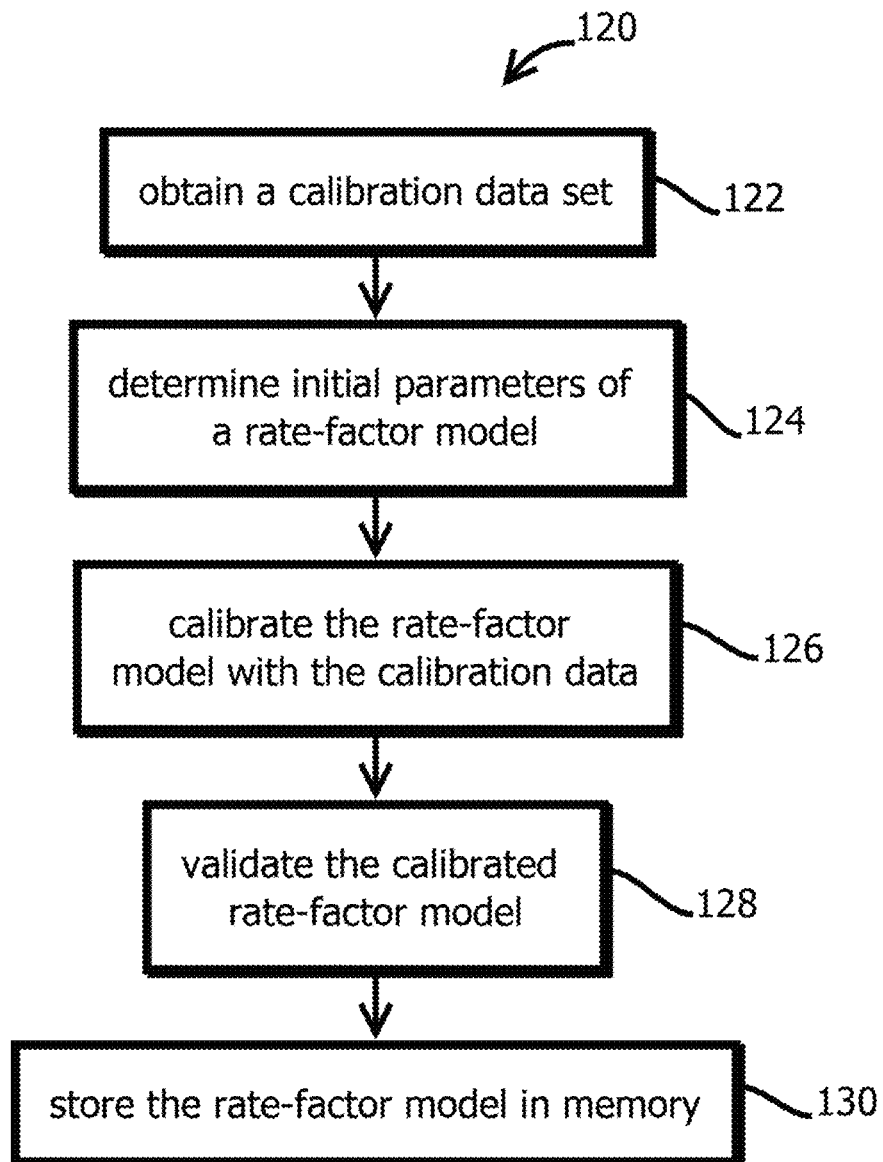 120
obtain a calibration data set
122
determine initial parameters of
a rate-factor model
124
calibrate the rate-factor
model with the calibration data
126
validate the calibrated
rate-factor model
128
store the rate-factor model in memory
130